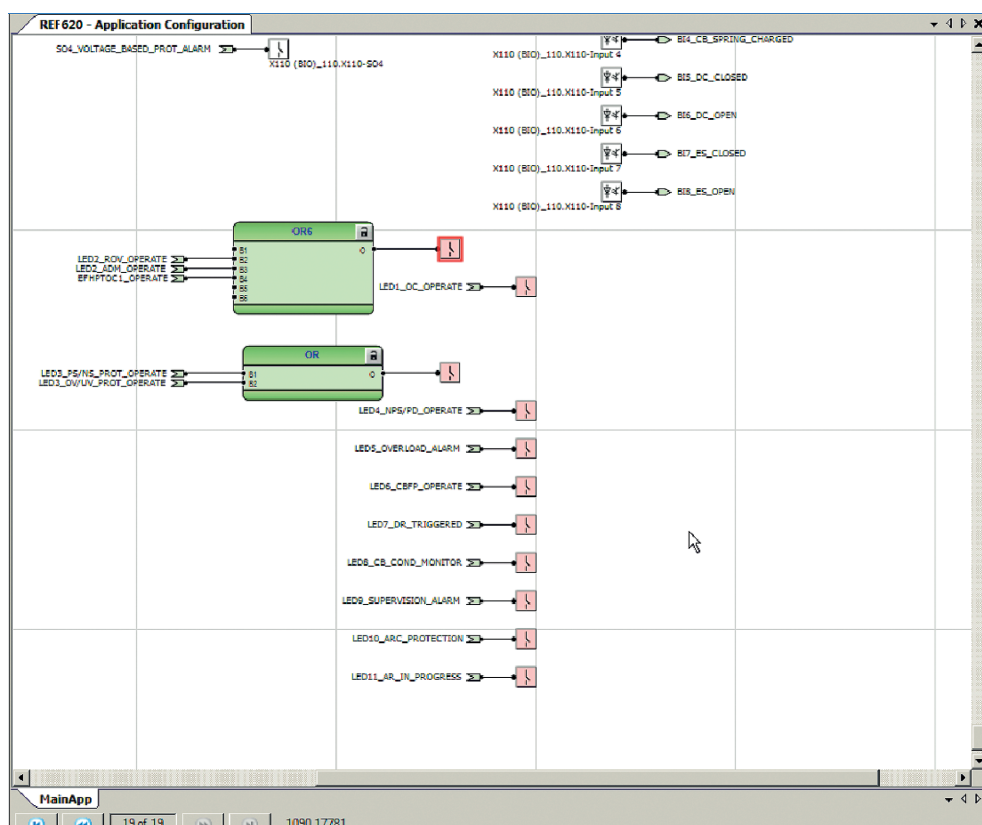 REF620 - Application Configuration
SO4_VOLTAGE_BASED_PROT_ALARM
X110 (BIO)_110.X110-SO4
BI4_CB_SPRING_CHARGED
X110 (BIO)_110.X110-Input 4
BI5_DC_CLOSED
X110 (BIO)_110.X110-Input 5
BI6_DC_OPEN
X110 (BIO)_110.X110-Input 6
BI7_ES_CLOSED
X110 (BIO)_110.X110-Input 7
BI8_ES_OPEN
X110 (BIO)_110.X110-Input 8
OR6
B1 O
LED2_ROV_OPERATE B2
LED2_ADM_OPERATE B3
EFHPTOC1_OPERATE B4
B5
B6
LED1_OC_OPERATE
OR
LED3_PS/NS_PROT_OPERATE B1 O
LED3_OV/UV_PROT_OPERATE B2
LED4_NPS/PD_OPERATE
LED5_OVERLOAD_ALARM
LED6_CBFP_OPERATE
LED7_DR_TRIGGERED
LED8_CB_COND_MONITOR
LED9_SUPERVISION_ALARM
LED10_ARC_PROTECTION
LED11_AR_IN_PROGRESS
MainApp
19 of 19 1090,17781